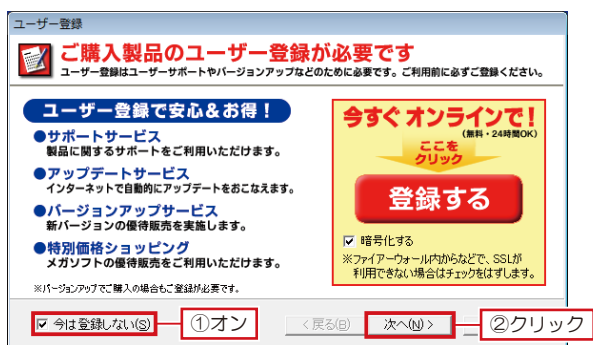 ユーザー登録
ご購入製品のユーザー登録が必要です
ユーザー登録はユーザーサポートやバージョンアップなどのために必要です。ご利用前に必ずご登録ください。
ユーザー登録で安心&お得！
●サポートサービス
製品に関するサポートをご利用いただけます。
●アップデートサービス
インターネットで自動的にアップデートをおこなえます。
●バージョンアップサービス
新バージョンの優待販売を実施します。
●特別価格ショッピング
メガソフトの優待販売をご利用いただけます。
※バージョンアップでご購入の場合もご登録が必要です。
今すぐオンラインで！
(無料・24時間OK)
ここを
クリック
登録する
暗号化する
※ファイアーウォール内からなどで、SSLが
利用できない場合はチェックをはずします。
今は登録しない(S)
①オン
< 戻る(B)
次へ(N) >
②クリック